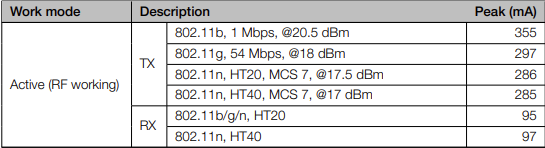 Work mode Description Peak (mA)
Active (RF working) TX 802.11b, 1 Mbps, @20.5 dBm 355
802.11g, 54 Mbps, @18 dBm 297
802.11n, HT20, MCS 7, @17.5 dBm 286
802.11n, HT40, MCS 7, @17 dBm 285
RX 802.11b/g/n, HT20 95
802.11n, HT40 97